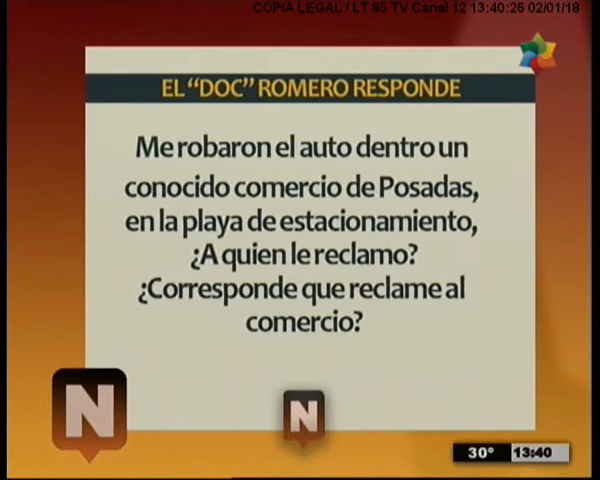 COPIA LEGAL / LT 85 TV Canal 12 13:40:26 02/01/18
EL “DOC” ROMERO RESPONDE
Me robaron el auto dentro un
conocido comercio de Posadas,
en la playa de estacionamiento,
¿A quien le reclamo?
¿Corresponde que reclame al
comercio?
N
N
30° 13:40